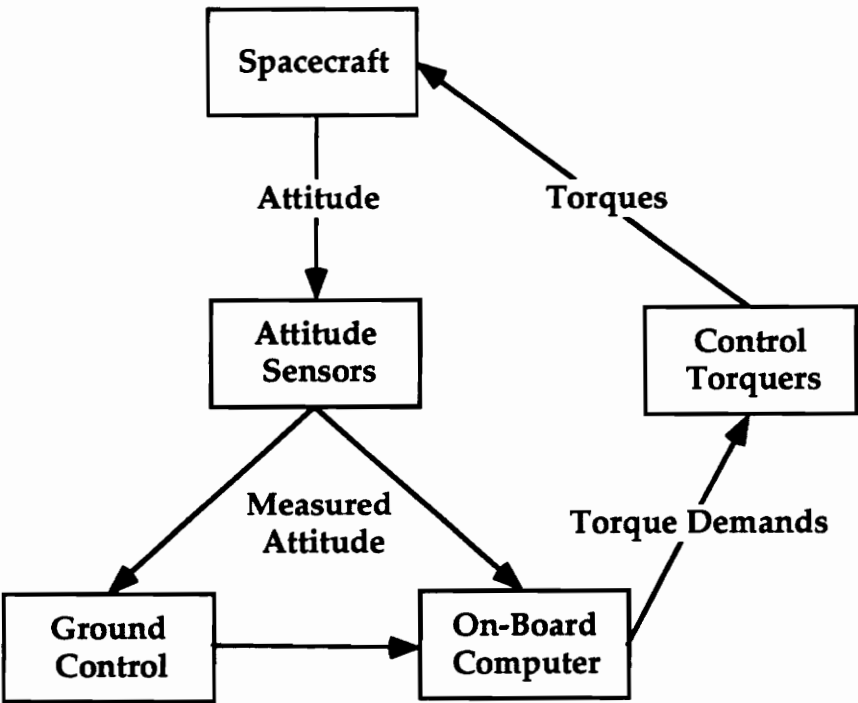 Spacecraft
Attitude
Torques
Attitude
Sensors
Control
Torquers
Measured
Attitude
Torque Demands
Ground
Control
On-Board
Computer